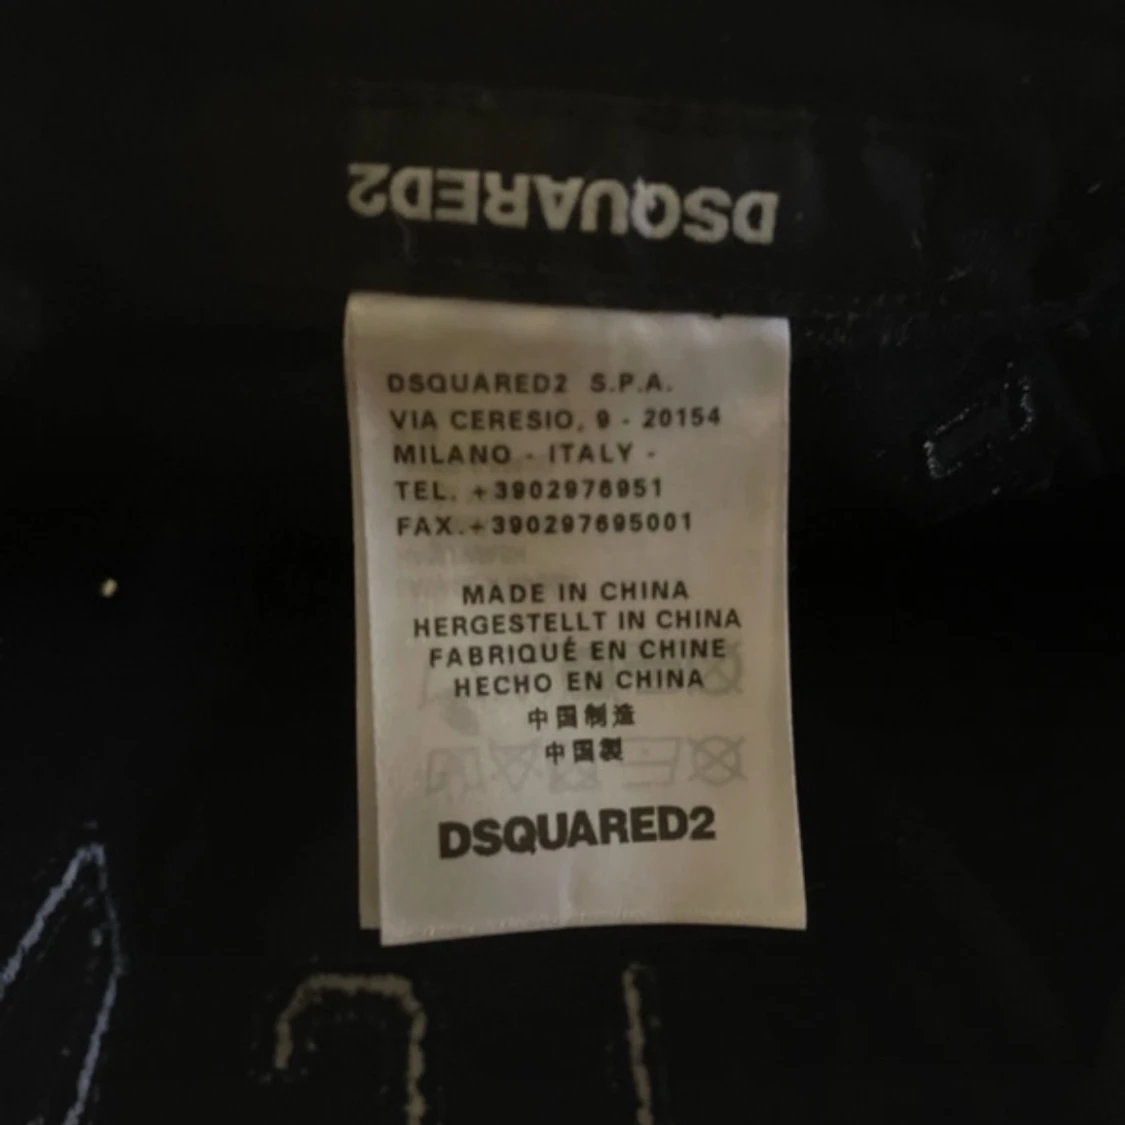 DSQUARED2
DSQUARED2 S.P.A.
VIA CERESIO, 9 - 20154
MILANO - ITALY -
TEL. +3902976951
FAX.+390297695001
MADE IN CHINA
HERGESTELLT IN CHINA
FABRIQUÉ EN CHINE
HECHO EN CHINA
中国制造
中国製
DSQUARED2